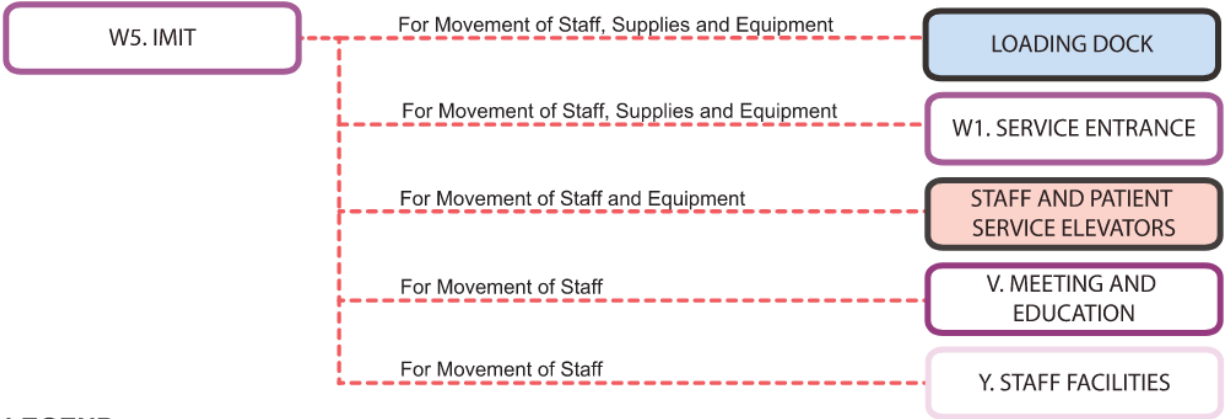 W5. IMIT
For Movement of Staff, Supplies and Equipment
LOADING DOCK
For Movement of Staff, Supplies and Equipment
W1. SERVICE ENTRANCE
For Movement of Staff and Equipment
STAFF AND PATIENT
SERVICE ELEVATORS
For Movement of Staff
V. MEETING AND
EDUCATION
For Movement of Staff
Y. STAFF FACILITIES